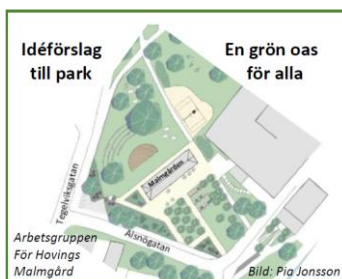 Idéförslag
till park
En grön oas
för alla
Malmgården
Tegelviksgatan
Alsnögatan
Arbetsgruppen
För Hovings
Malmgård
Bild: Pia Jonsson